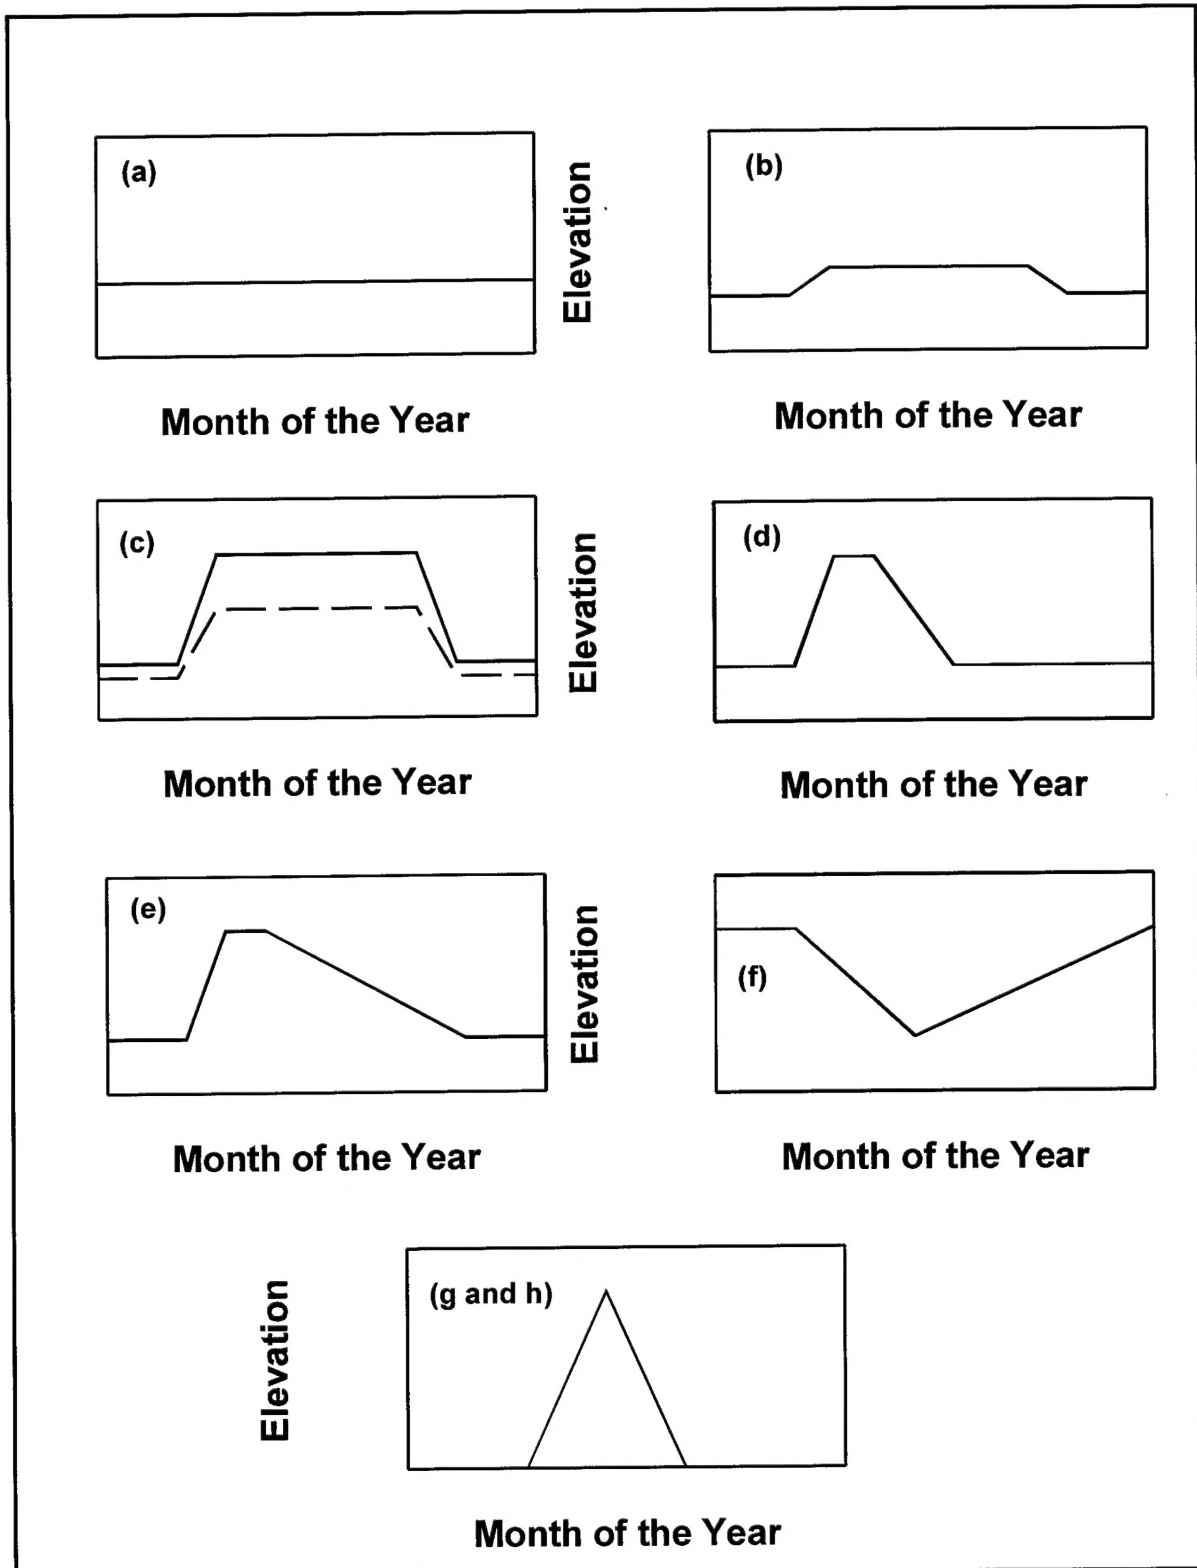 (a)
Elevation
(b)
Month of the Year
Month of the Year
(c)
Elevation
(d)
Month of the Year
Month of the Year
(e)
Elevation
(f)
Month of the Year
Month of the Year
Elevation
(g and h)
Month of the Year